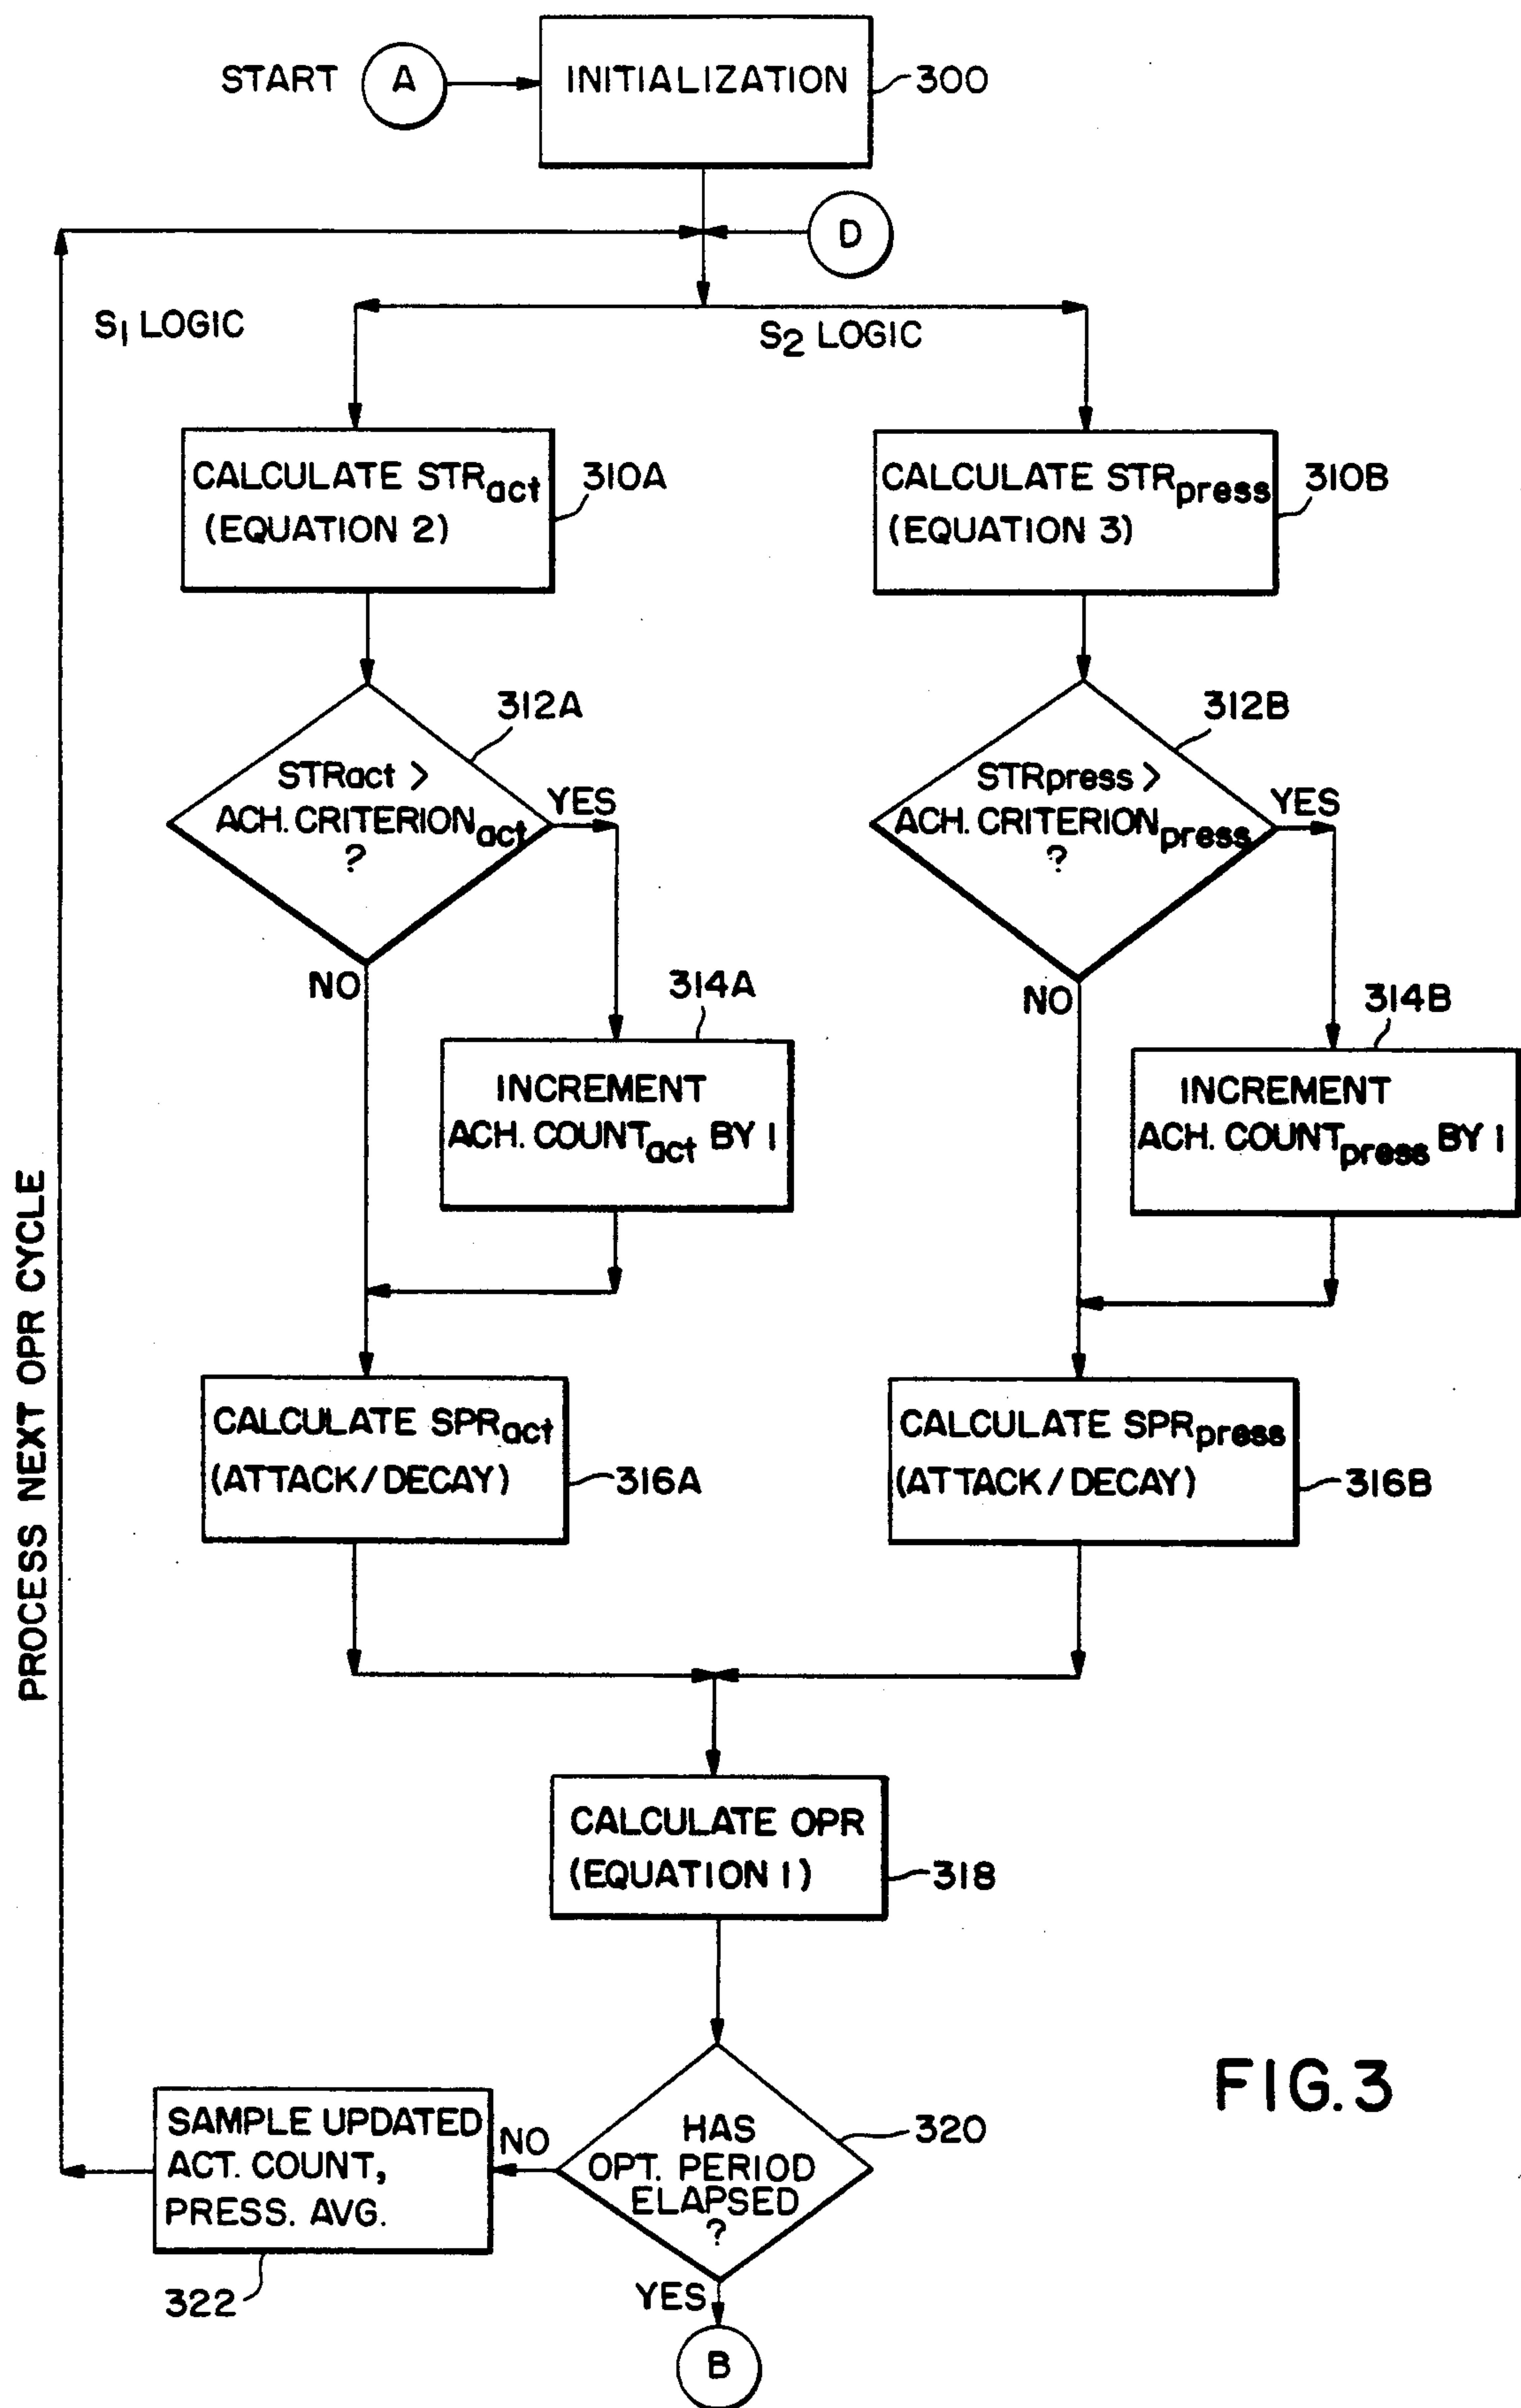 START
A
INITIALIZATION
300
D
S1 LOGIC
S2 LOGIC
CALCULATE STRact
(EQUATION 2)
310A
CALCULATE STRpress
(EQUATION 3)
310B
312A
STRact >
ACH. CRITERIONact
?
YES
NO
312B
STRpress >
ACH. CRITERIONpress
?
YES
NO
314A
INCREMENT
ACH. COUNTact BY 1
314B
INCREMENT
ACH. COUNTpress BY 1
CALCULATE SPRact
(ATTACK/DECAY)
316A
CALCULATE SPRpress
(ATTACK/DECAY)
316B
PROCESS NEXT OPR CYCLE
CALCULATE OPR
(EQUATION 1)
318
HAS
OPT. PERIOD
ELAPSED
?
320
NO
SAMPLE UPDATED
ACT. COUNT,
PRESS. AVG.
322
YES
B
FIG. 3